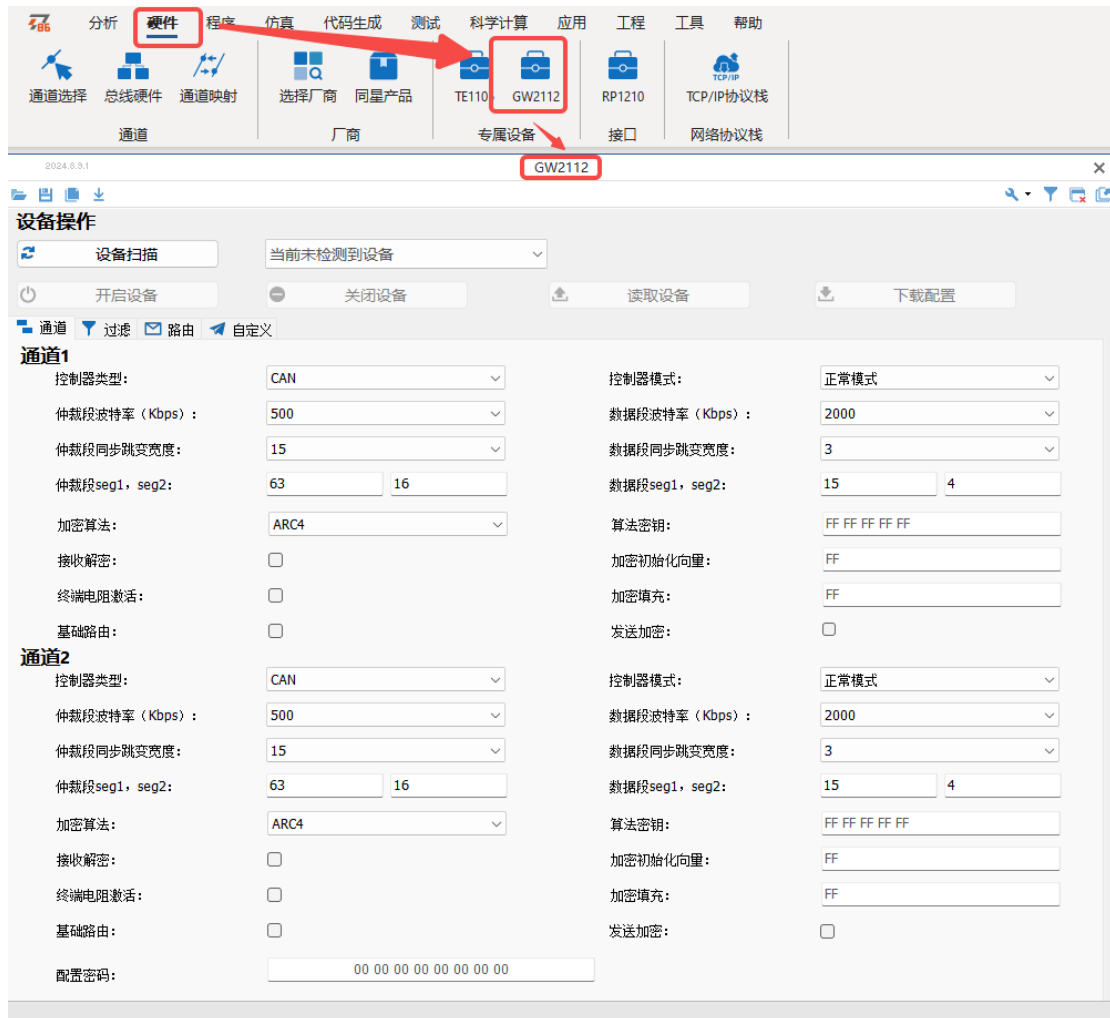 分析 硬件 程序 仿真 代码生成 测试 科学计算 应用 工程 工具 帮助
TCP/IP
通道选择 总线硬件 通道映射 选择厂商 同星产品 TE110 GW2112 RP1210 TCP/IP协议栈
通道 厂商 专属设备 接口 网络协议栈
2024.8.9.1 GW2112
设备操作
设备扫描 当前未检测到设备
开启设备 关闭设备 读取设备 下载配置
通道 过滤 路由 自定义
通道1
控制器类型: CAN 控制器模式: 正常模式
仲裁段波特率（Kbps）: 500 数据段波特率（Kbps）: 2000
仲裁段同步跳变宽度: 15 数据段同步跳变宽度: 3
仲裁段seg1，seg2: 63 16 数据段seg1，seg2: 15 4
加密算法: ARC4 算法密钥: FF FF FF FF FF
接收解密: 加密初始化向量: FF
终端电阻激活: 加密填充: FF
基础路由: 发送加密:
通道2
控制器类型: CAN 控制器模式: 正常模式
仲裁段波特率（Kbps）: 500 数据段波特率（Kbps）: 2000
仲裁段同步跳变宽度: 15 数据段同步跳变宽度: 3
仲裁段seg1，seg2: 63 16 数据段seg1，seg2: 15 4
加密算法: ARC4 算法密钥: FF FF FF FF FF
接收解密: 加密初始化向量: FF
终端电阻激活: 加密填充: FF
基础路由: 发送加密:
配置密码: 00 00 00 00 00 00 00 00